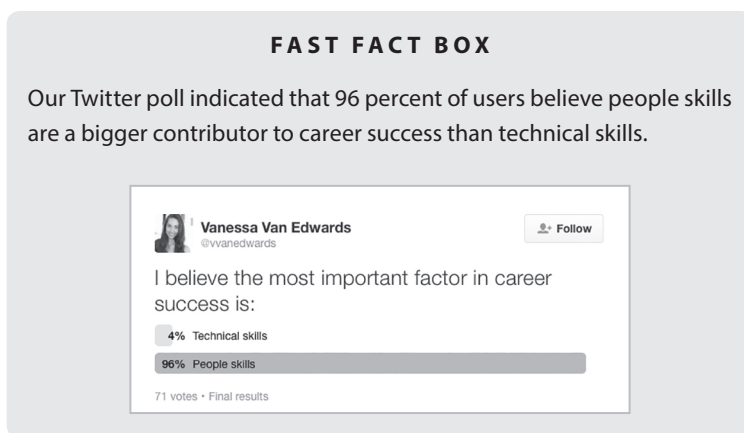 FAST FACT BOX
Our Twitter poll indicated that 96 percent of users believe people skills
are a bigger contributor to career success than technical skills.
Vanessa Van Edwards
@vvanedwards
Follow
I believe the most important factor in career
success is:
4% Technical skills
96% People skills
71 votes • Final results